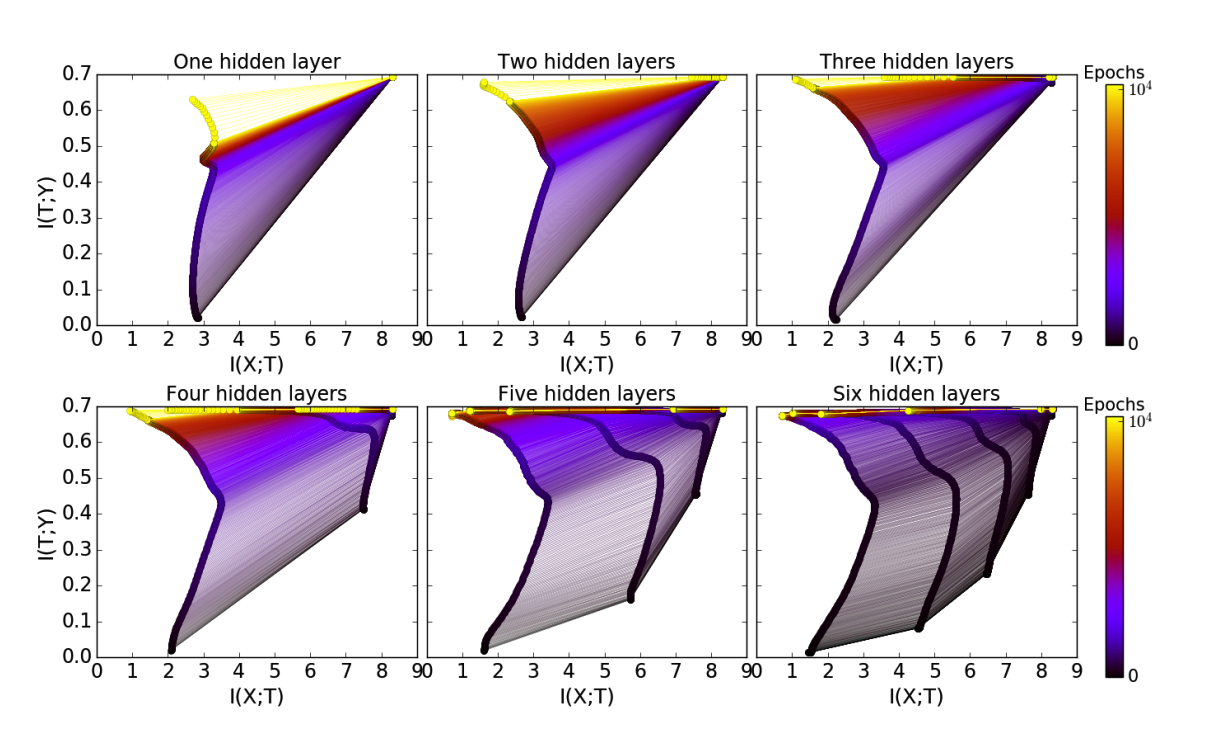 One hidden layer Two hidden layers Three hidden layers
Epochs
10^4
0
I(T;Y)
0.7
0.6
0.5
0.4
0.3
0.2
0.1
0.0
0 1 2 3 4 5 6 7 8 9 0 1 2 3 4 5 6 7 8 9 0 1 2 3 4 5 6 7 8 9
I(X;T) I(X;T) I(X;T)
Four hidden layers Five hidden layers Six hidden layers
Epochs
10^4
0
I(T;Y)
0.7
0.6
0.5
0.4
0.3
0.2
0.1
0.0
0 1 2 3 4 5 6 7 8 9 0 1 2 3 4 5 6 7 8 9 0 1 2 3 4 5 6 7 8 9
I(X;T) I(X;T) I(X;T)